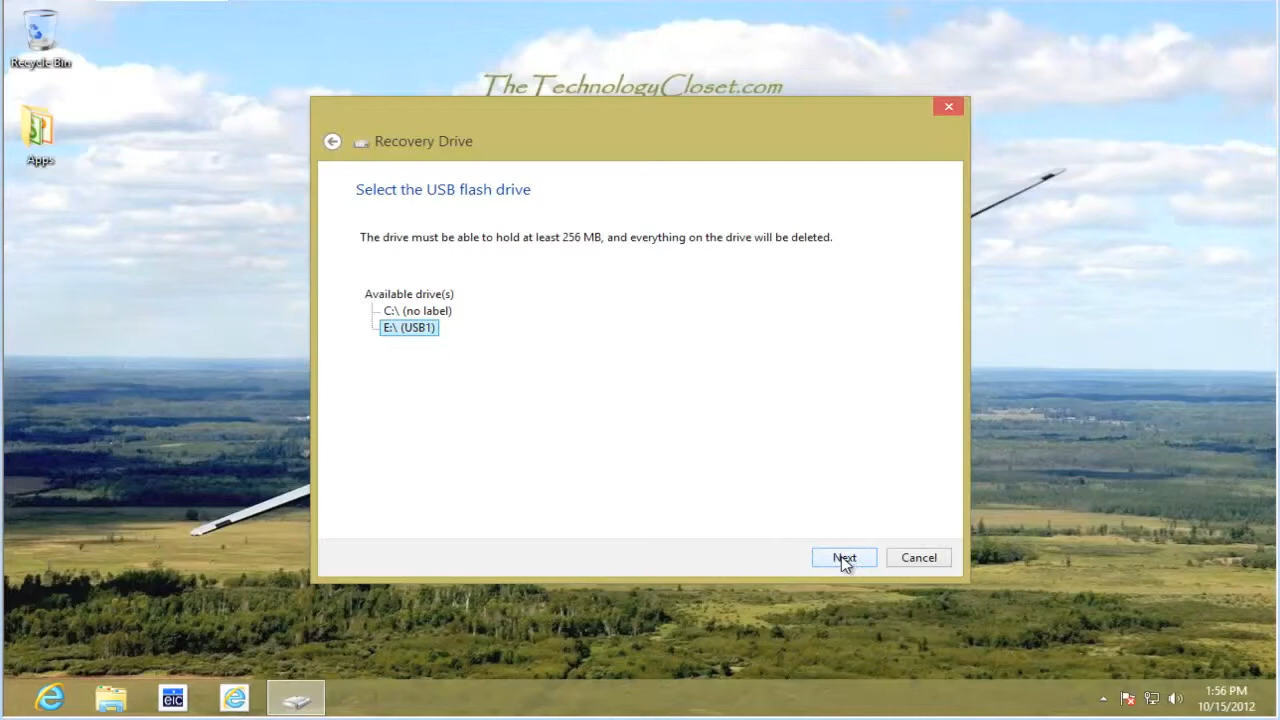 Recycle Bin
TheTechnologyCloset.com
Recovery Drive
Apps
Select the USB flash drive
The drive must be able to hold at least 256 MB, and everything on the drive will be deleted.
Available drive(s)
C:\ (no label)
E:\ (USB1)
Next
Cancel
eic
1:56 PM
10/15/2012